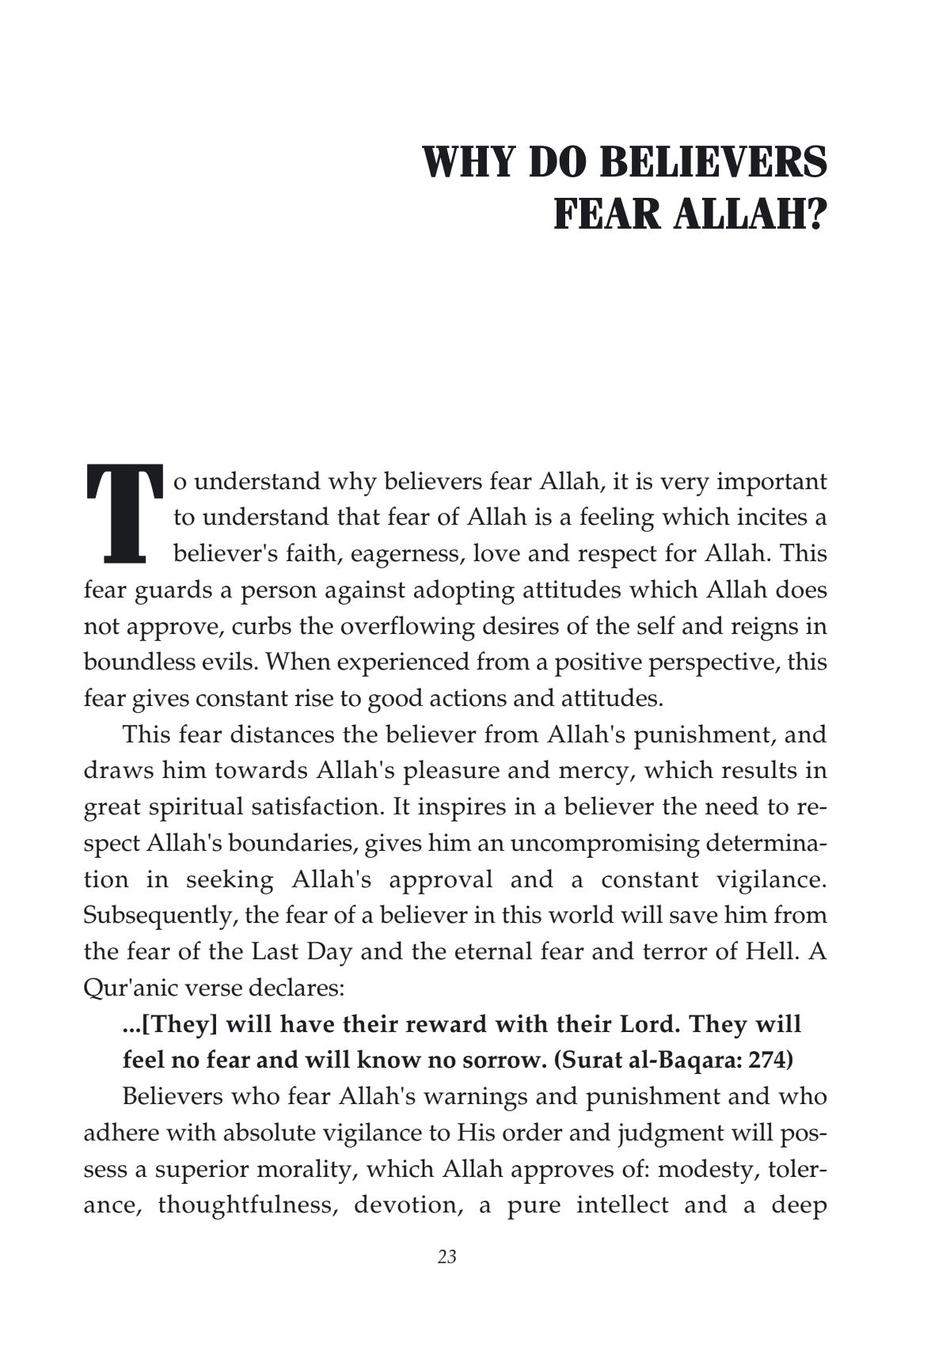 WHY DO BELIEVERS
FEAR ALLAH?
To understand why believers fear Allah, it is very important
to understand that fear of Allah is a feeling which incites a
believer's faith, eagerness, love and respect for Allah. This
fear guards a person against adopting attitudes which Allah does
not approve, curbs the overflowing desires of the self and reigns in
boundless evils. When experienced from a positive perspective, this
fear gives constant rise to good actions and attitudes.
This fear distances the believer from Allah's punishment, and
draws him towards Allah's pleasure and mercy, which results in
great spiritual satisfaction. It inspires in a believer the need to re-
spect Allah's boundaries, gives him an uncompromising determina-
tion in seeking Allah's approval and a constant vigilance.
Subsequently, the fear of a believer in this world will save him from
the fear of the Last Day and the eternal fear and terror of Hell. A
Qur'anic verse declares:
...[They] will have their reward with their Lord. They will
feel no fear and will know no sorrow. (Surat al-Baqara: 274)
Believers who fear Allah's warnings and punishment and who
adhere with absolute vigilance to His order and judgment will pos-
sess a superior morality, which Allah approves of: modesty, toler-
ance, thoughtfulness, devotion, a pure intellect and a deep
23